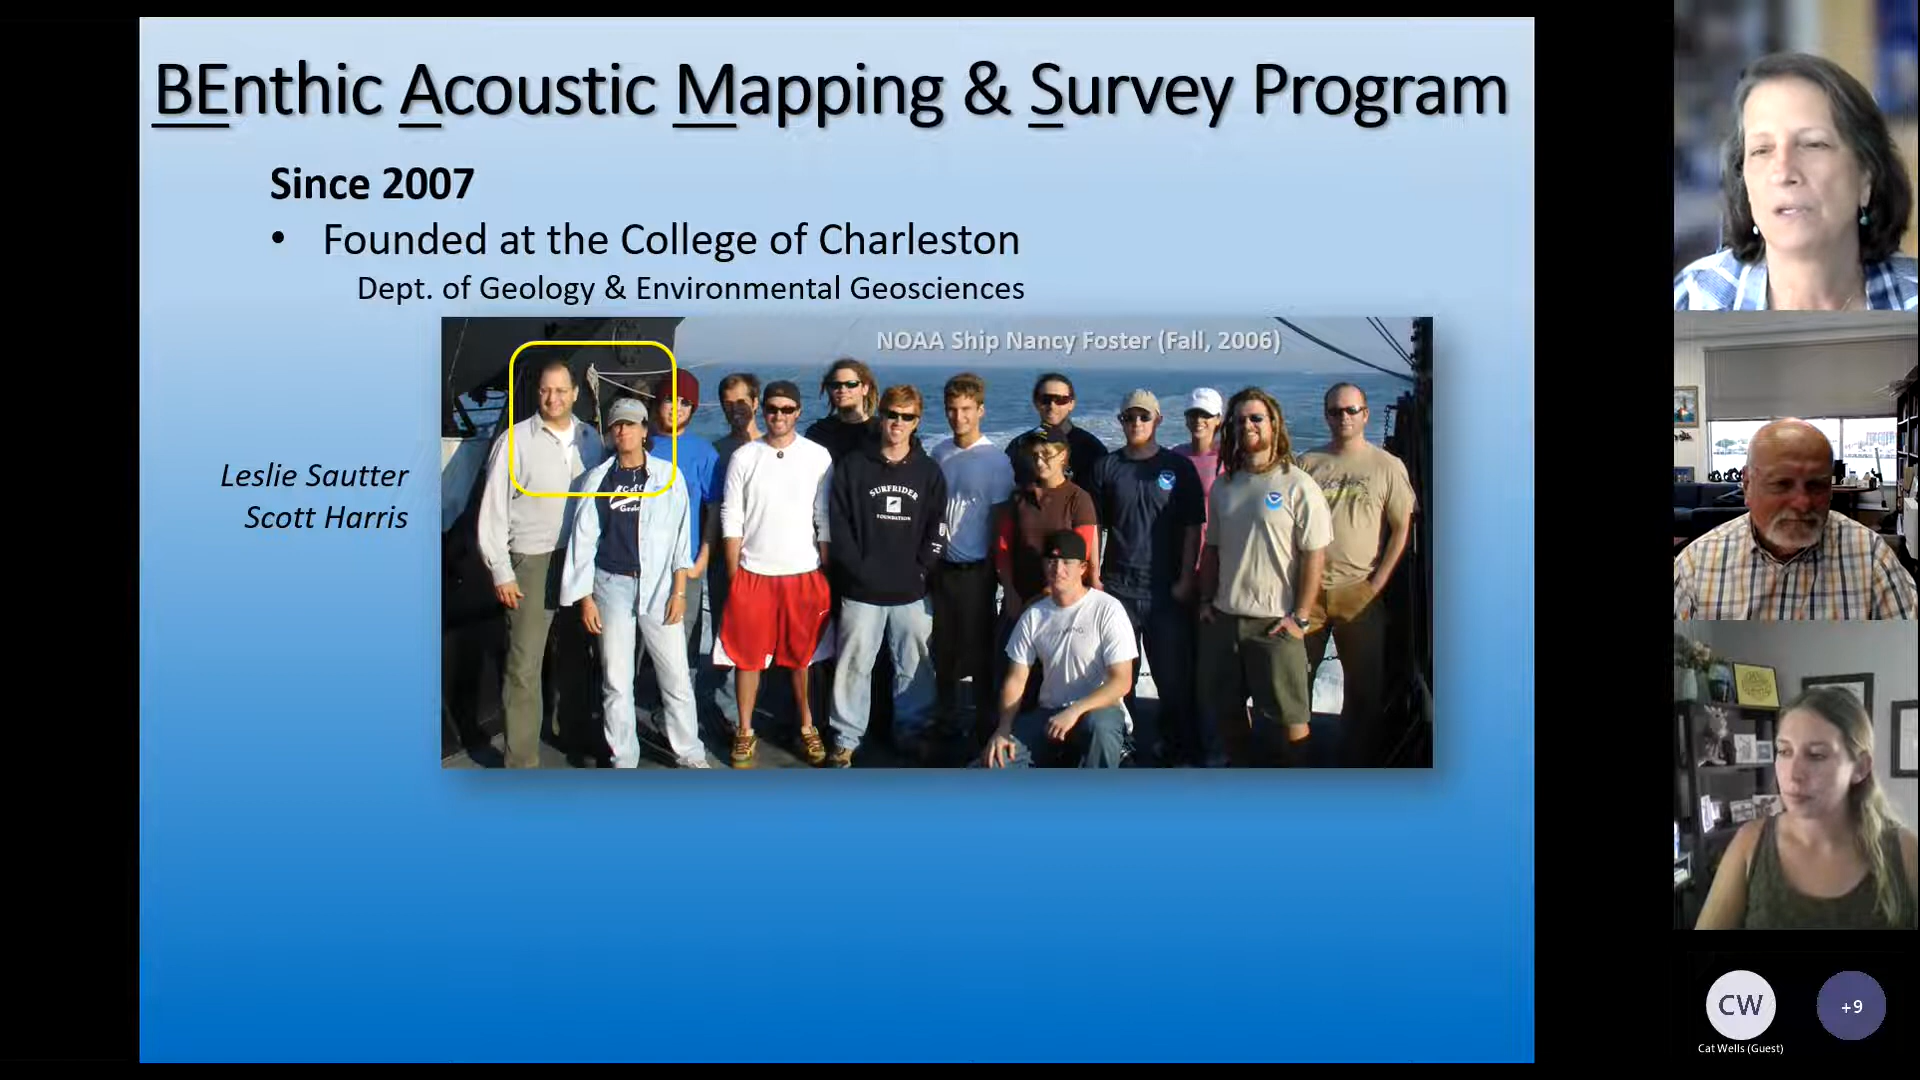 BEnthic Acoustic Mapping & Survey Program
Since 2007
• Founded at the College of Charleston
Dept. of Geology & Environmental Geosciences
NOAA Ship Nancy Foster (Fall, 2006)
Leslie Sautter
Scott Harris
SURFRIDER
FOUNDATION
CW
+9
Cat Wells (Guest)